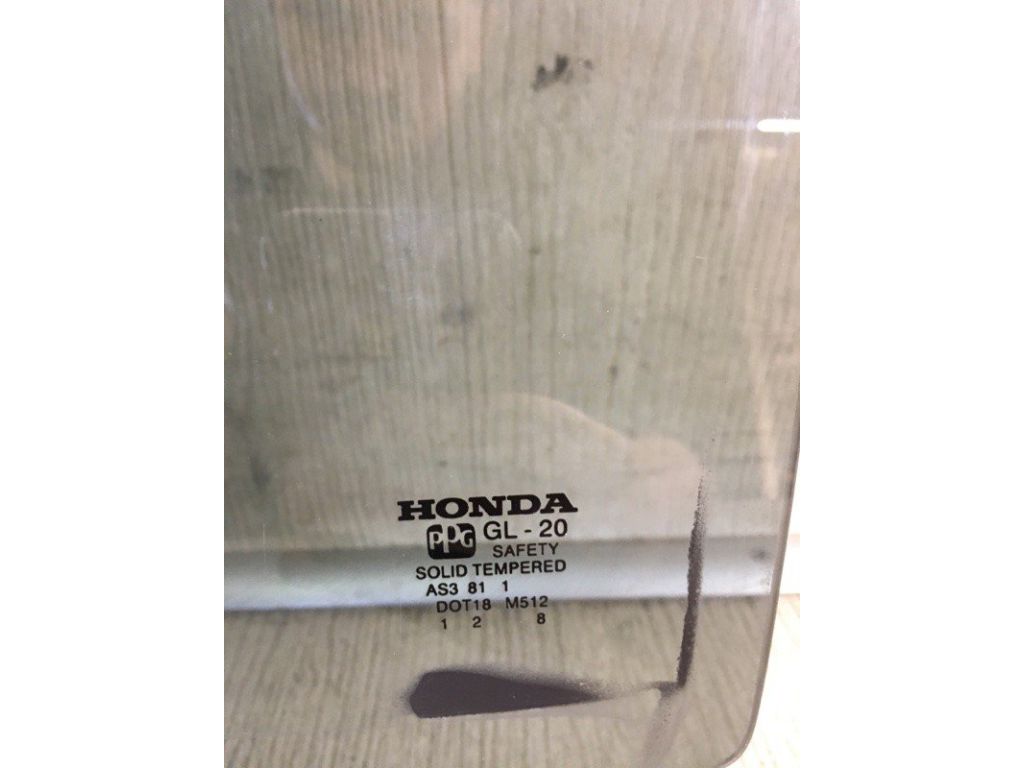 HONDA
PPG GL - 20
SAFETY
SOLID TEMPERED
AS3 81 1
DOT18 M512
1 2 8